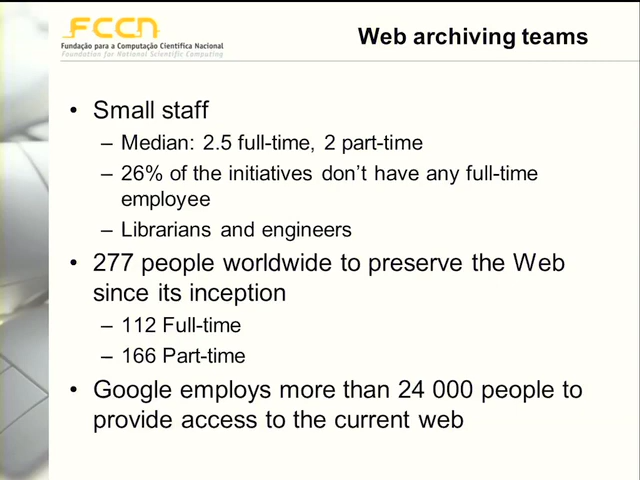 FCCN
Fundação para a Computação Científica Nacional
Foundation for National Scientific Computing
Web archiving teams
• Small staff
– Median: 2.5 full-time, 2 part-time
– 26% of the initiatives don't have any full-time
employee
– Librarians and engineers
• 277 people worldwide to preserve the Web
since its inception
– 112 Full-time
– 166 Part-time
• Google employs more than 24 000 people to
provide access to the current web